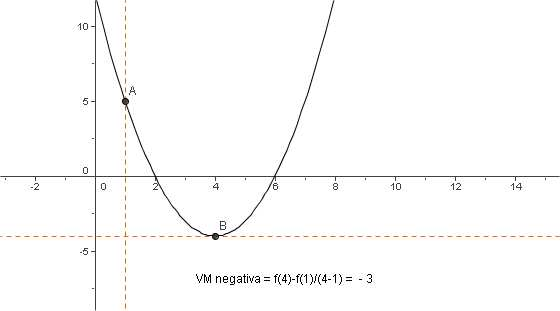 10
A
5
0
-2 0 2 4 6 8 10 12 14
B
-5
VM negativa = f(4)-f(1)/(4-1) = - 3